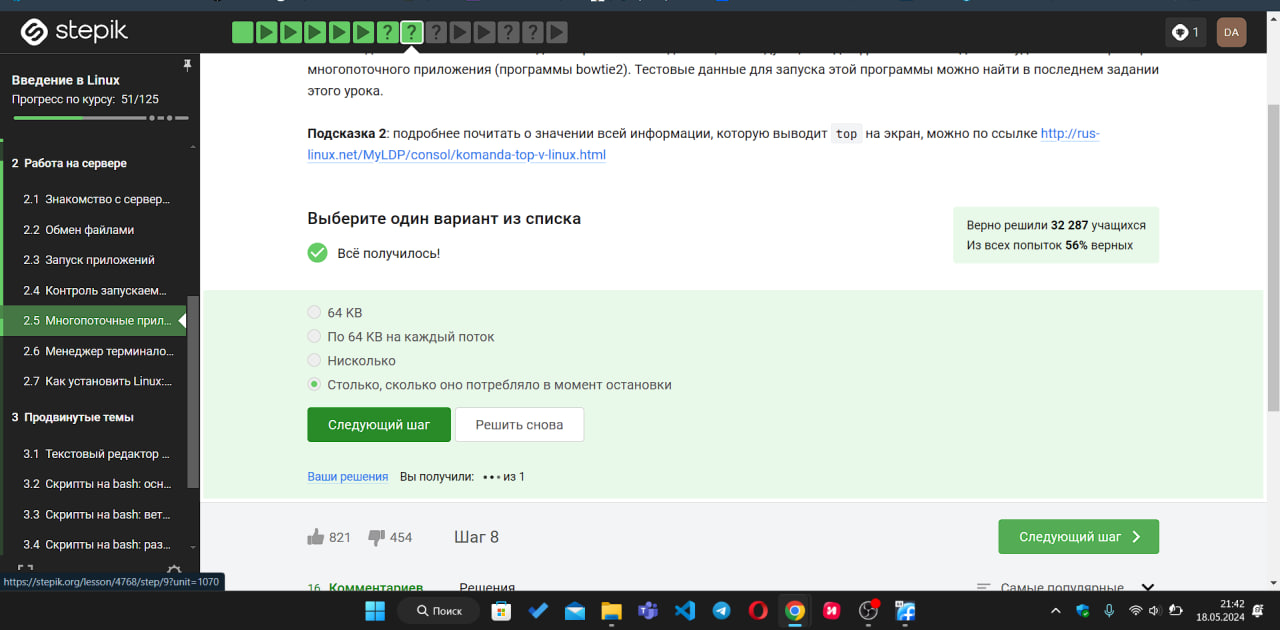 stepik
? ? ? ? ?
1
DA
Введение в Linux
Прогресс по курсу: 51/125
2 Работа на сервере
2.1 Знакомство с сервер...
2.2 Обмен файлами
2.3 Запуск приложений
2.4 Контроль запускаем...
2.5 Многопоточные прил...
2.6 Менеджер терминало...
2.7 Как установить Linux:...
3 Продвинутые темы
3.1 Текстовый редактор ...
3.2 Скрипты на bash: осн...
3.3 Скрипты на bash: вет...
3.4 Скрипты на bash: раз...
https://stepik.org/lesson/4768/step/9?unit=1070
многопоточного приложения (программы bowtie2). Тестовые данные для запуска этой программы можно найти в последнем задании
этого урока.
Подсказка 2: подробнее почитать о значении всей информации, которую выводит top на экран, можно по ссылке http://rus-
linux.net/MyLDP/consol/komanda-top-v-linux.html
Выберите один вариант из списка
Всё получилось!
Верно решили 32 287 учащихся
Из всех попыток 56% верных
64 KB
По 64 KB на каждый поток
Нисколько
Столько, сколько оно потребляло в момент остановки
Следующий шаг
Решить снова
Ваши решения Вы получили: ••• из 1
821 454 Шаг 8
Следующий шаг
16 Комментариев Решения
Самые популярные
Поиск
21:42
18.05.2024